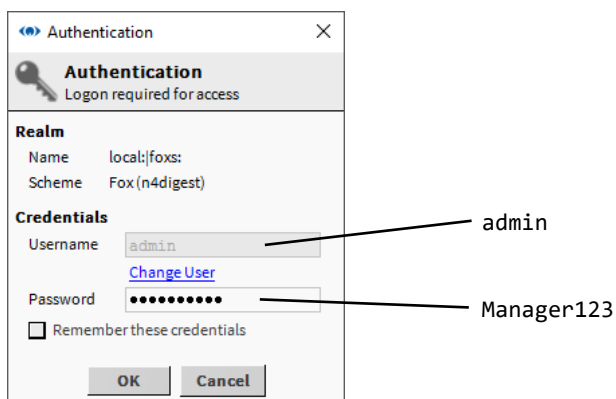 Authentication
Authentication
Logon required for access
Realm
Name local:|foxs:
Scheme Fox (n4digest)
Credentials
Username admin
admin
Change User
Password ●●●●●●●●●●
Manager123
Remember these credentials
OK Cancel